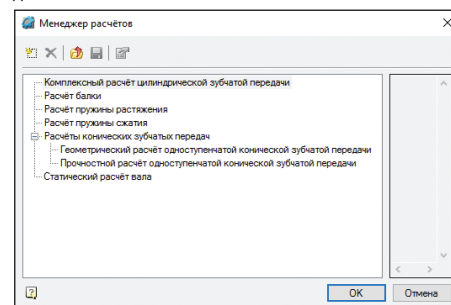 Менеджер расчётов
Комплексный расчёт цилиндрической зубчатой передачи
Расчёт балки
Расчёт пружины растяжения
Расчёт пружины сжатия
Расчёты конических зубчатых передач
Геометрический расчёт одноступенчатой конической зубчатой передачи
Прочностной расчёт одноступенчатой конической зубчатой передачи
Статический расчёт вала
OK
Отмена